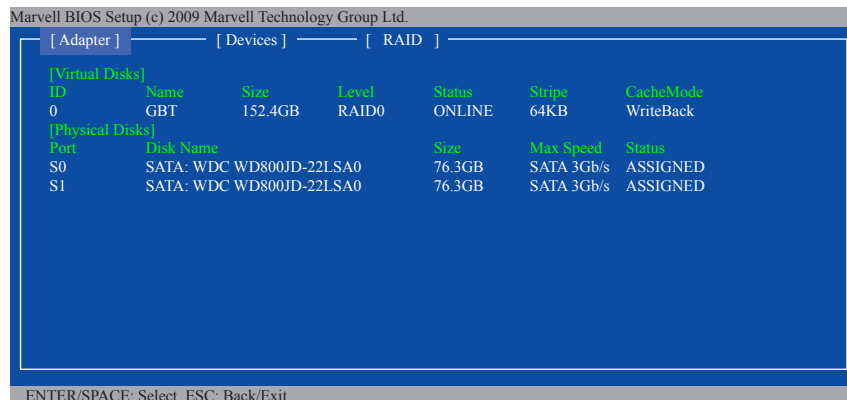 Marvell BIOS Setup (c) 2009 Marvell Technology Group Ltd.
[ Adapter ] [ Devices ] [ RAID ]
[Virtual Disks]
ID Name Size Level Status Stripe CacheMode
0 GBT 152.4GB RAID0 ONLINE 64KB WriteBack
[Physical Disks]
Port Disk Name Size Max Speed Status
S0 SATA: WDC WD800JD-22LSA0 76.3GB SATA 3Gb/s ASSIGNED
S1 SATA: WDC WD800JD-22LSA0 76.3GB SATA 3Gb/s ASSIGNED
ENTER/SPACE: Select ESC: Back/Exit